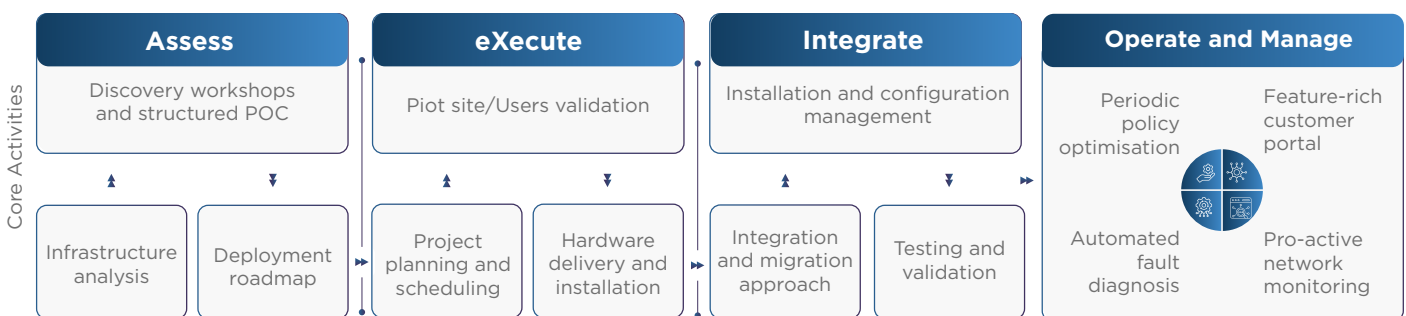 Core Activities
Assess
Discovery workshops
and structured POC
Infrastructure
analysis
Deployment
roadmap
eXecute
Piot site/Users validation
Project
planning and
scheduling
Hardware
delivery and
installation
Integrate
Installation and configuration
management
Integration
and migration
approach
Testing and
validation
Operate and Manage
Periodic
policy
optimisation
Feature-rich
customer
portal
Automated
fault
diagnosis
Pro-active
network
monitoring